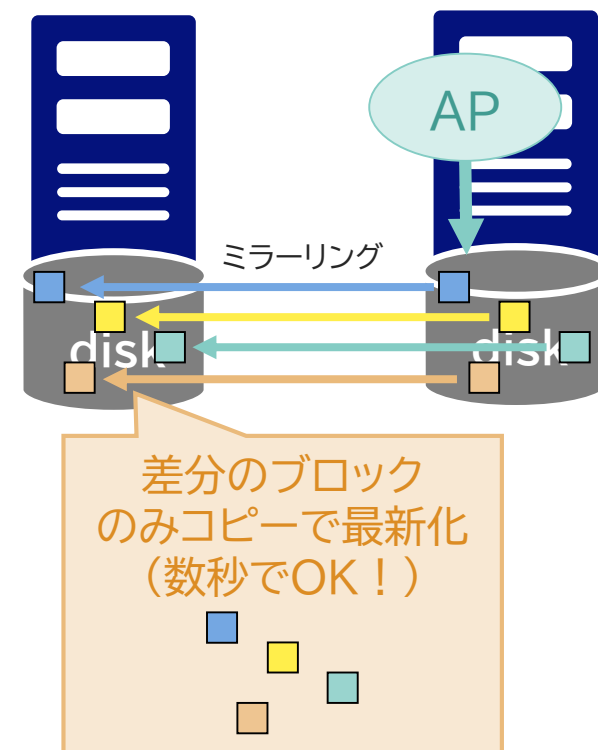 AP
ミラーリング
disk
disk
差分のブロック
のみコピーで最新化
（数秒でOK！）